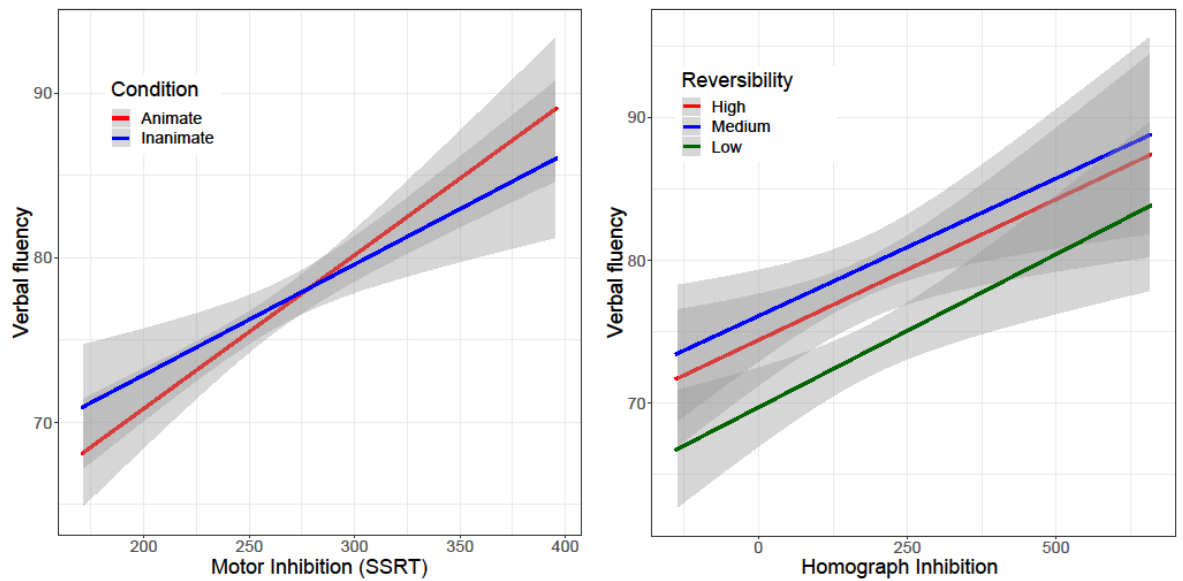 Verbal fluency
90
80
70
Condition
Animate
Inanimate
200 250 300 350 400
Motor Inhibition (SSRT)
Verbal fluency
90
80
70
Reversibility
High
Medium
Low
0 250 500
Homograph Inhibition